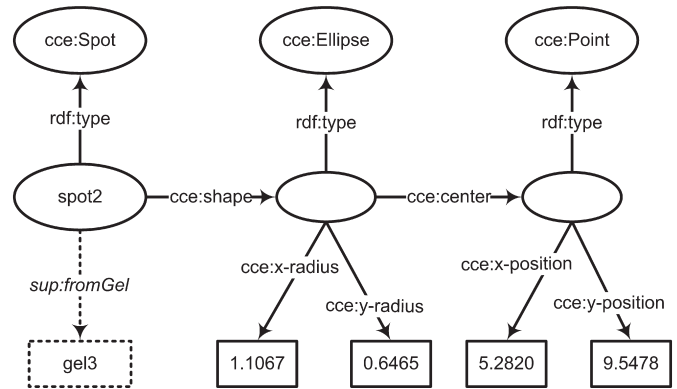 cce:Spot
cce:Ellipse
cce:Point
rdf:type
rdf:type
rdf:type
spot2
cce:shape
cce:center
cce:x-radius
cce:x-position
sup:fromGel
cce:y-radius
cce:y-position
gel3
1.1067
0.6465
5.2820
9.5478